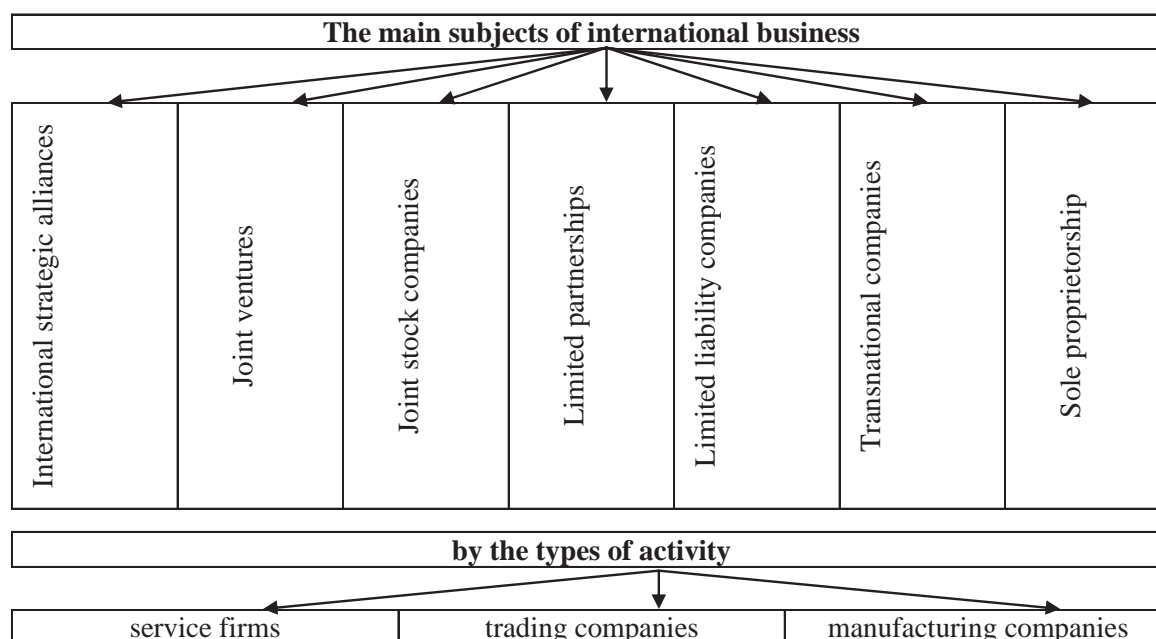 The main subjects of international business
International strategic alliances
Joint ventures
Joint stock companies
Limited partnerships
Limited liability companies
Transnational companies
Sole proprietorship
by the types of activity
service firms
trading companies
manufacturing companies